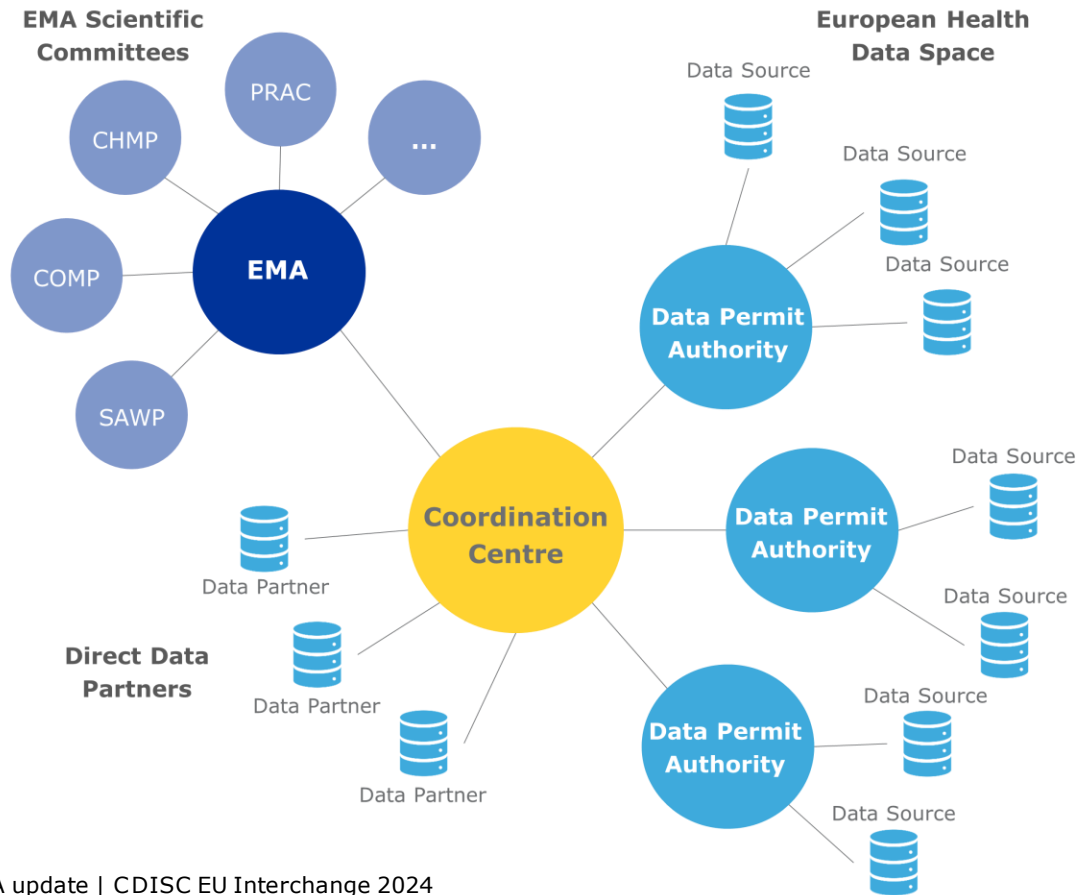 EMA Scientific
Committees
PRAC
CHMP
...
COMP
EMA
SAWP
European Health
Data Space
Data Source
Data Source
Data Source
Data Permit
Authority
Data Source
Data Permit
Authority
Data Source
Coordination
Centre
Data Partner
Direct Data
Partners
Data Partner
Data Partner
Data Source
Data Permit
Authority
Data Source
A update | CDISC EU Interchange 2024